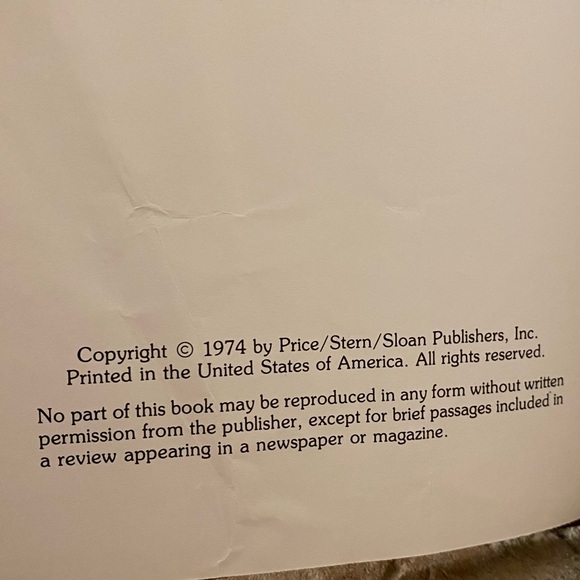 Copyright © 1974 by Price/Stern/Sloan Publishers, Inc.
Printed in the United States of America. All rights reserved.
No part of this book may be reproduced in any form without written
permission from the publisher, except for brief passages included in
a review appearing in a newspaper or magazine.